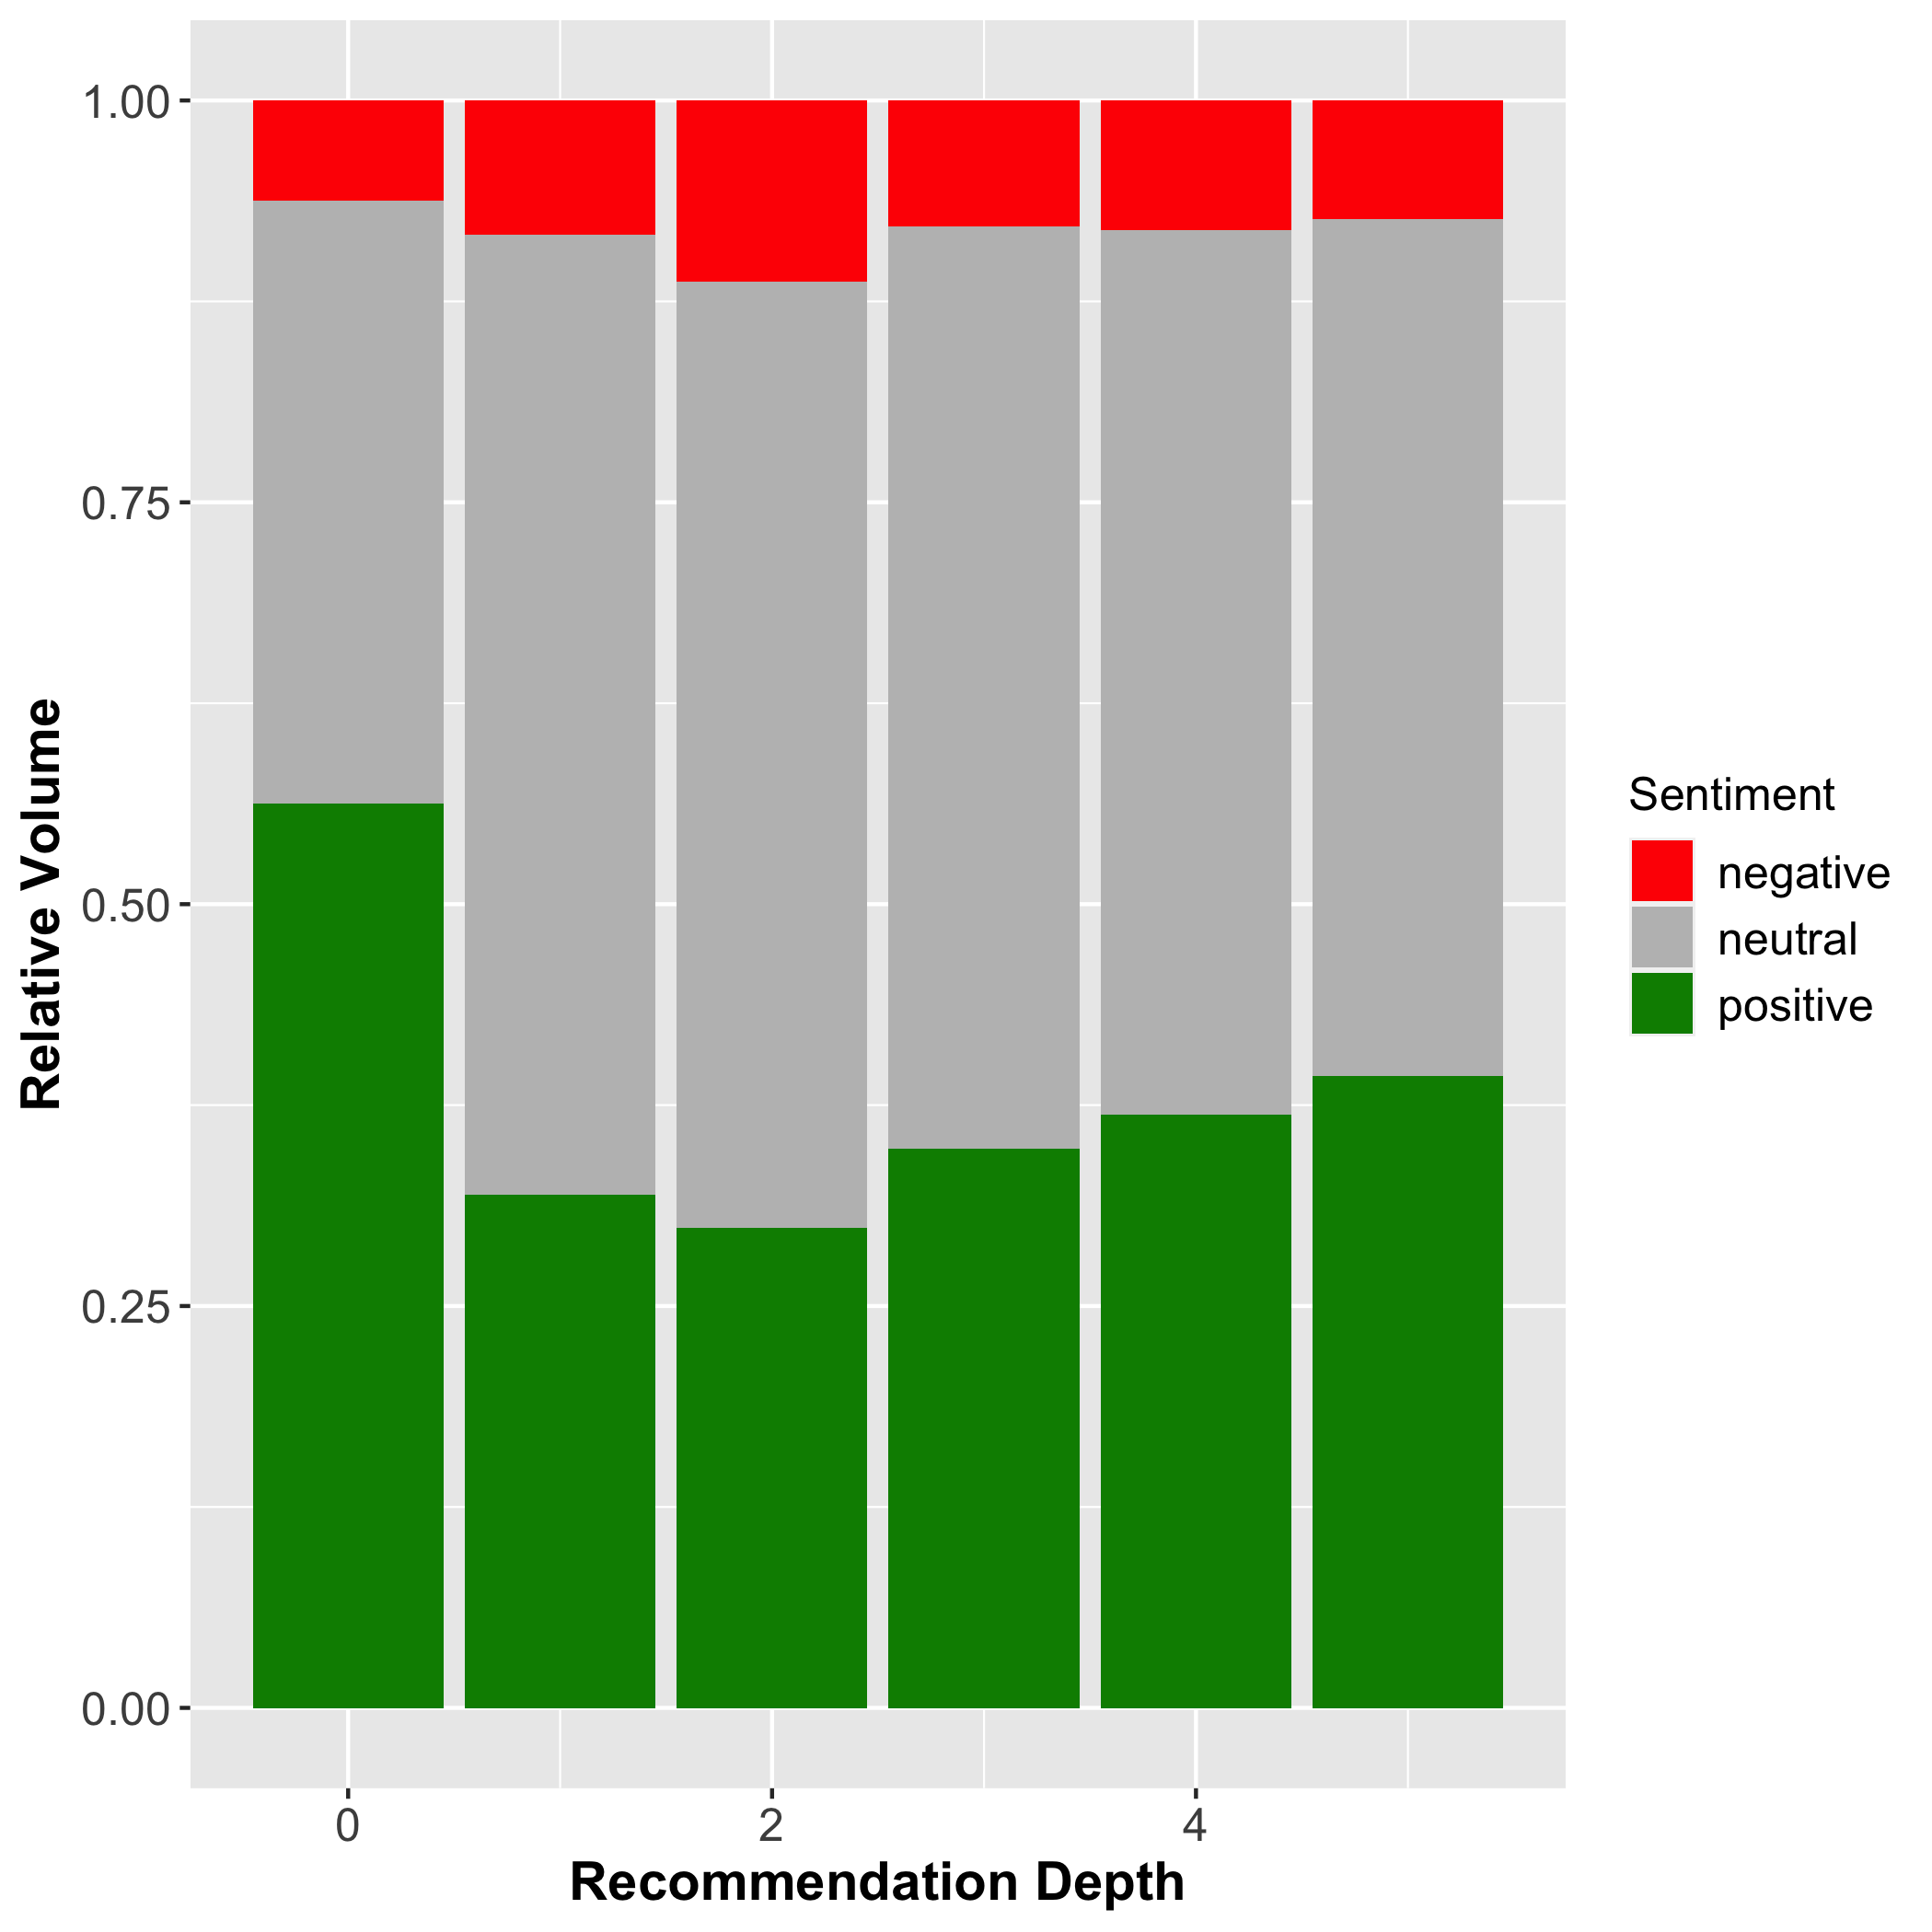 Relative Volume
1.00
0.75
0.50
0.25
0.00
0 2 4
Recommendation Depth
Sentiment
negative
neutral
positive